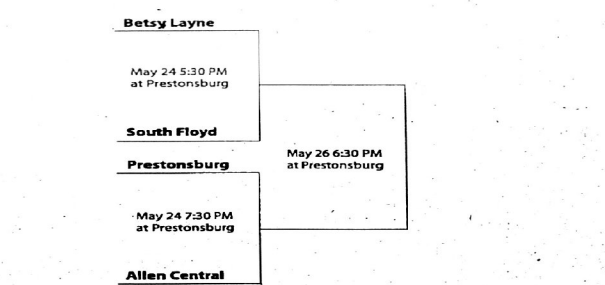 Betsy Layne
May 24 5:30 PM
at Prestonsburg
South Floyd
Prestonsburg
May 26 6:30 PM
at Prestonsburg
May 24 7:30 PM
at Prestonsburg
Allen Central